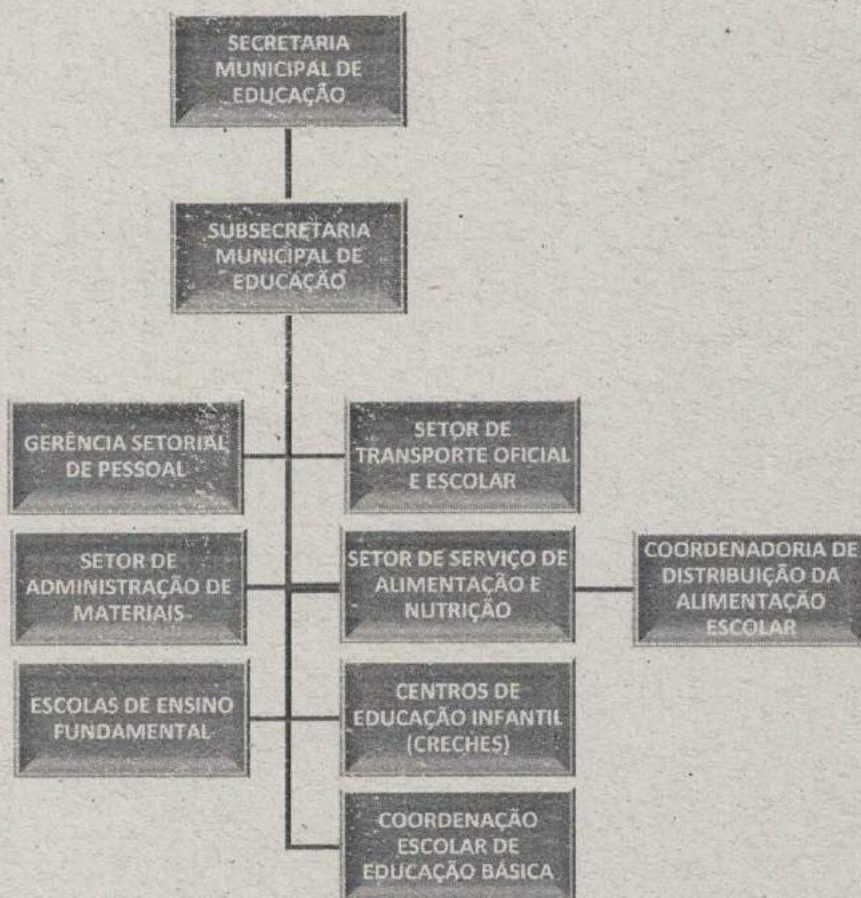 SECRETARIA
MUNICIPAL DE
EDUCAÇÃO
SUBSECRETARIA
MUNICIPAL DE
EDUCAÇÃO
GERÊNCIA SETORIAL
DE PESSOAL
SETOR DE
TRANSPORTE OFICIAL
E ESCOLAR
SETOR DE
ADMINISTRAÇÃO DE
MATERIAIS
SETOR DE SERVIÇO DE
ALIMENTAÇÃO E
NUTRIÇÃO
COORDENADORIA DE
DISTRIBUIÇÃO DA
ALIMENTAÇÃO
ESCOLAR
ESCOLAS DE ENSINO
FUNDAMENTAL
CENTROS DE
EDUCAÇÃO INFANTIL
(CRECHES)
COORDENAÇÃO
ESCOLAR DE
EDUCAÇÃO BÁSICA